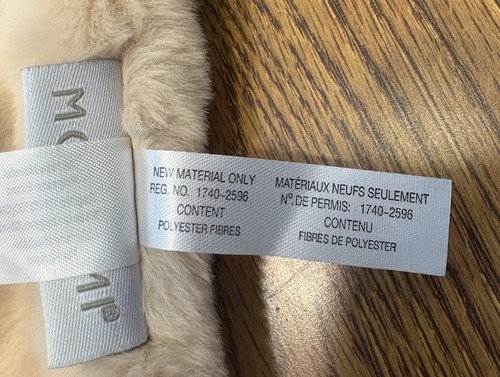 NEW MATERIAL ONLY
REG. NO. 1740-2596
CONTENT
POLYESTER FIBRES
MATÉRIAUX NEUFS SEULEMENT
Nº. DE PERMIS: 1740-2596
CONTENU
FIBRES DE POLYESTER